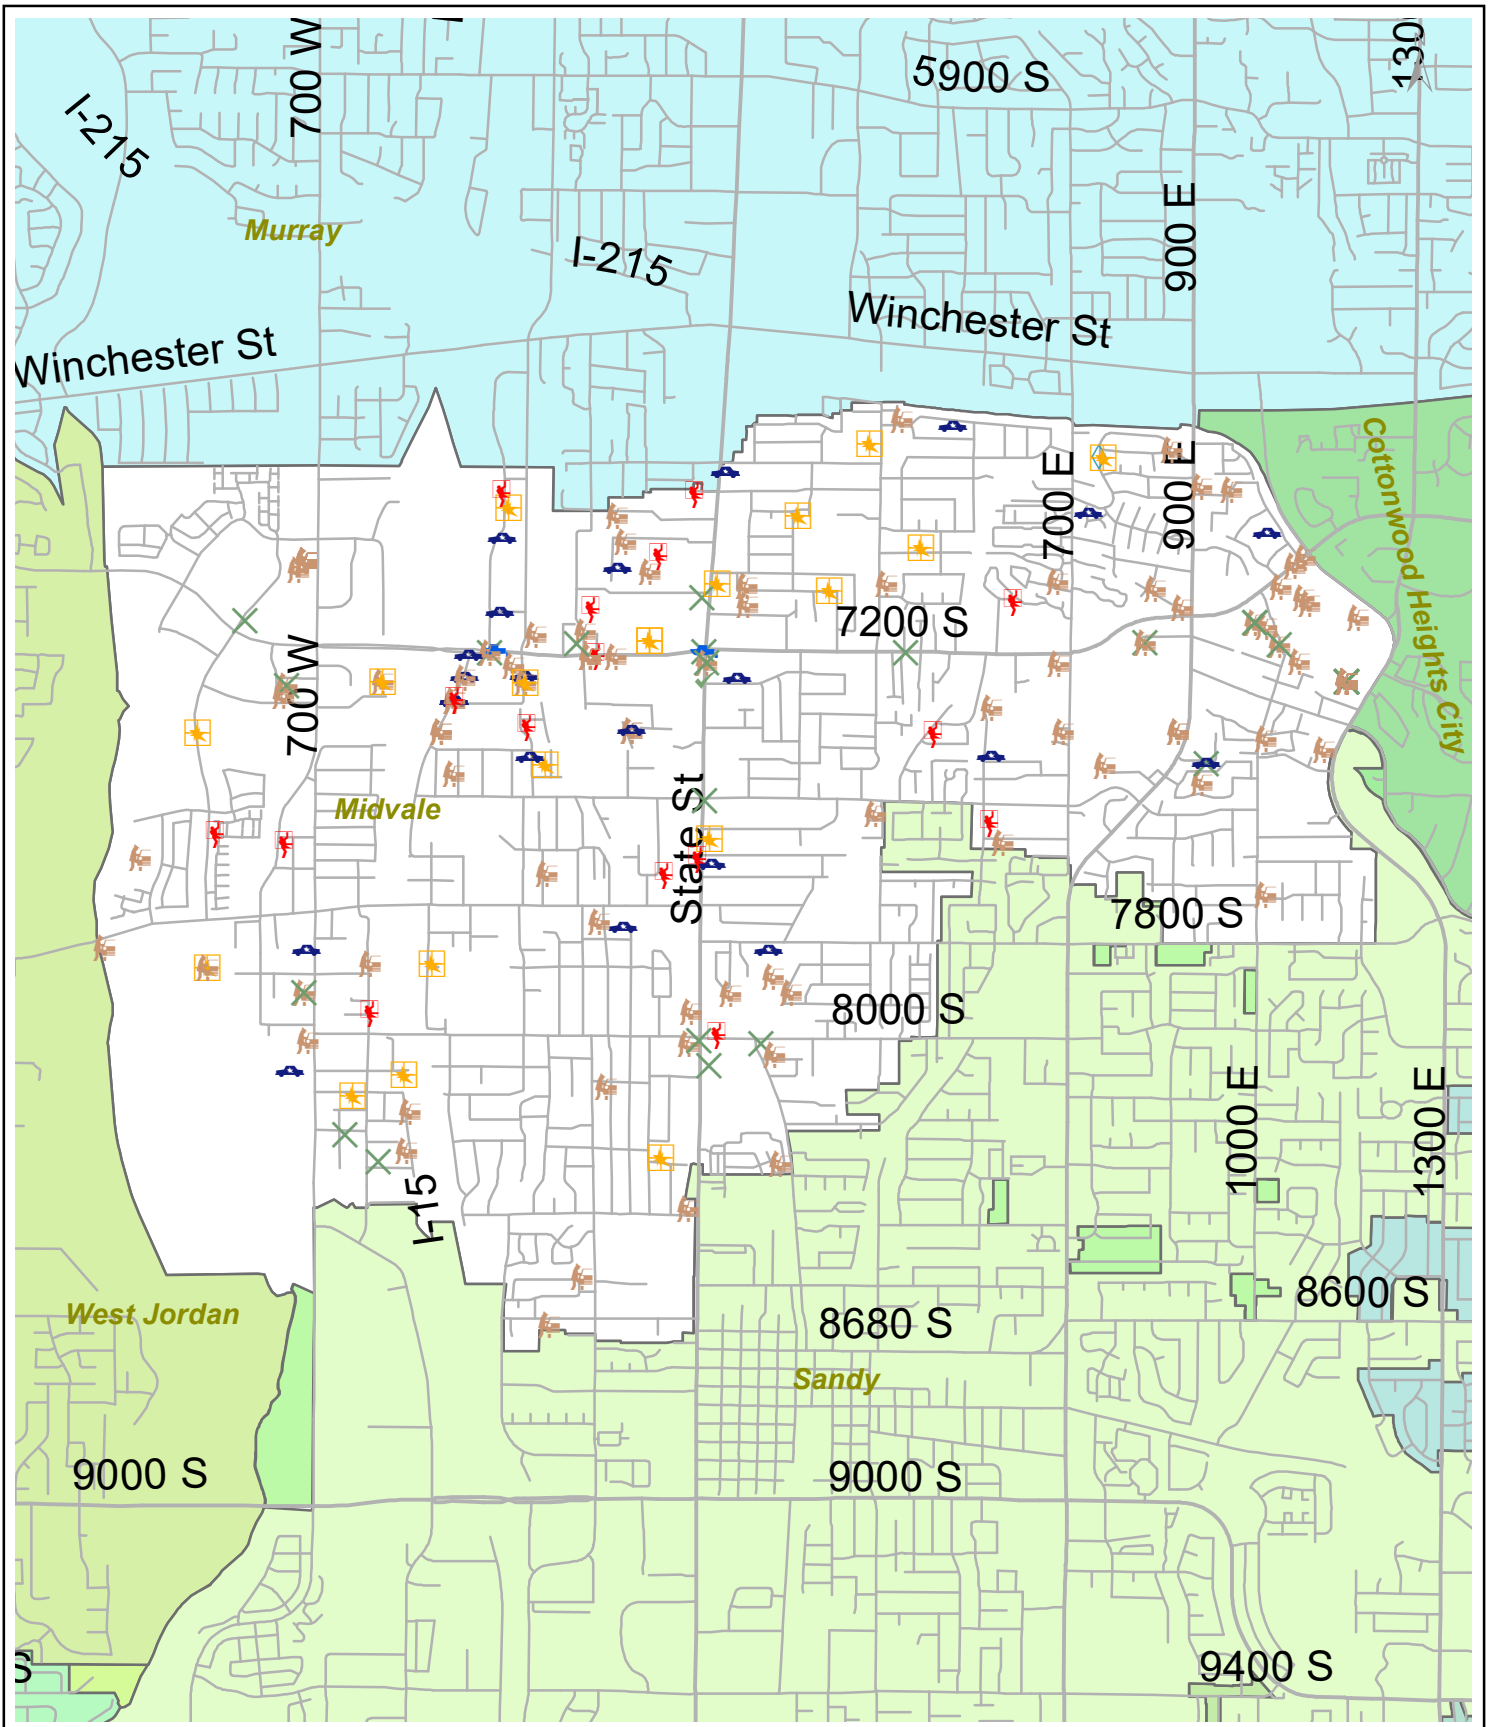 700 W
130
5900 S
I-215
900 E
Murray
I-215
Winchester St
Winchester St
Cottonwood Heights City
700 E
900 E
7200 S
700 W
State St
Midvale
7800 S
8000 S
1000 E
1300 E
I-15
8600 S
West Jordan
8680 S
Sandy
9000 S
9000 S
S
9400 S